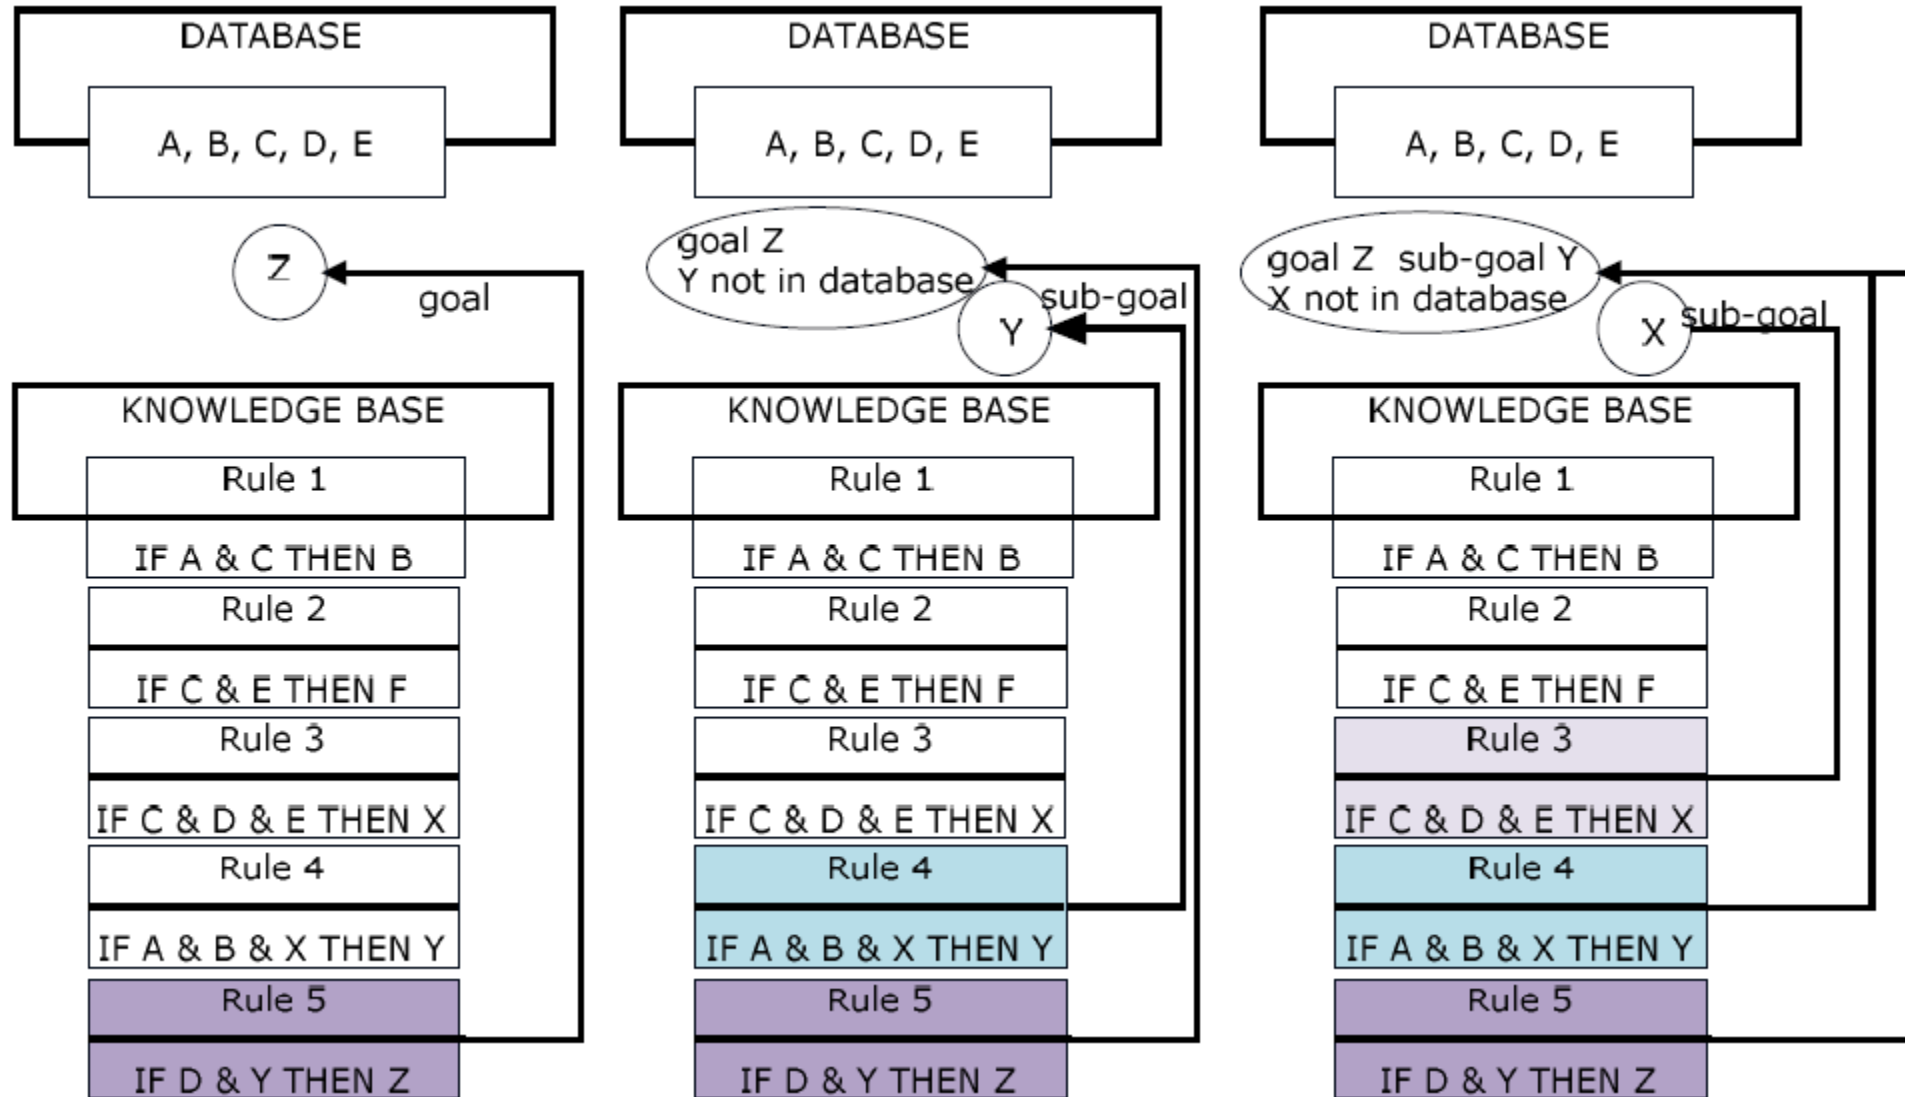 DATABASE
A, B, C, D, E
Z
goal
KNOWLEDGE BASE
Rule 1
IF A & C THEN B
Rule 2
IF C & E THEN F
Rule 3
IF C & D & E THEN X
Rule 4
IF A & B & X THEN Y
Rule 5
IF D & Y THEN Z
DATABASE
A, B, C, D, E
goal Z
Y not in database
sub-goal
Y
KNOWLEDGE BASE
Rule 1
IF A & C THEN B
Rule 2
IF C & E THEN F
Rule 3
IF C & D & E THEN X
Rule 4
IF A & B & X THEN Y
Rule 5
IF D & Y THEN Z
DATABASE
A, B, C, D, E
goal Z sub-goal Y
X not in database
sub-goal
X
KNOWLEDGE BASE
Rule 1
IF A & C THEN B
Rule 2
IF C & E THEN F
Rule 3
IF C & D & E THEN X
Rule 4
IF A & B & X THEN Y
Rule 5
IF D & Y THEN Z